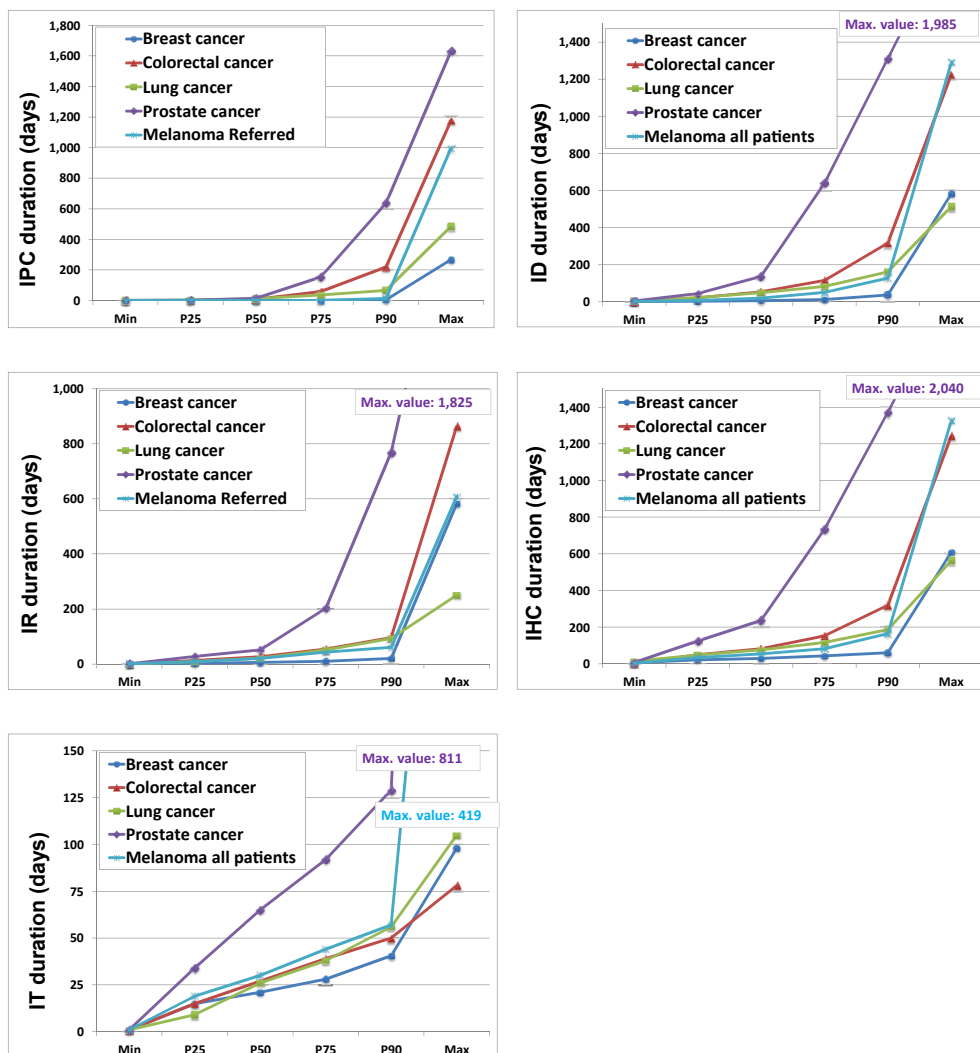 IPC duration (days)
1,800
1,600
1,400
1,200
1,000
800
600
400
200
0
Breast cancer
Colorectal cancer
Lung cancer
Prostate cancer
Melanoma Referred
Min P25 P50 P75 P90 Max
ID duration (days)
1,400
1,200
1,000
800
600
400
200
0
Max. value: 1,985
Breast cancer
Colorectal cancer
Lung cancer
Prostate cancer
Melanoma all patients
Min P25 P50 P75 P90 Max
IR duration (days)
1,000
800
600
400
200
0
Max. value: 1,825
Breast cancer
Colorectal cancer
Lung cancer
Prostate cancer
Melanoma Referred
Min P25 P50 P75 P90 Max
IHC duration (days)
1,400
1,200
1,000
800
600
400
200
0
Max. value: 2,040
Breast cancer
Colorectal cancer
Lung cancer
Prostate cancer
Melanoma all patients
Min P25 P50 P75 P90 Max
IT duration (days)
150
125
100
75
50
25
0
Max. value: 811
Breast cancer
Colorectal cancer
Lung cancer
Prostate cancer
Melanoma all patients
Max. value: 419
Min P25 P50 P75 P90 Max